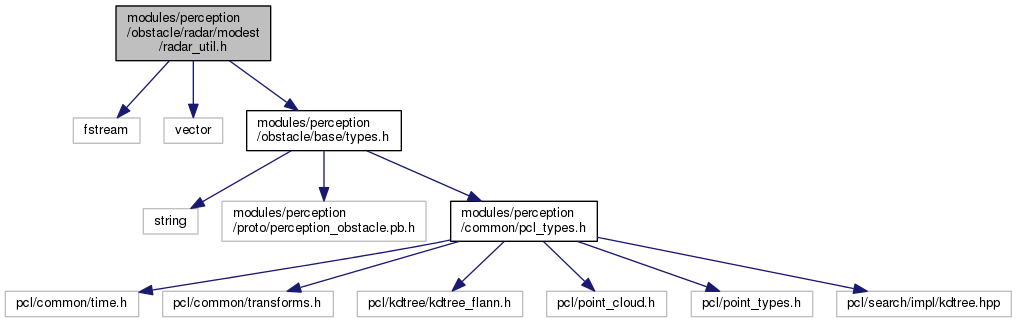 modules/perception
/obstacle/radar/modest
/radar_util.h
fstream
vector
modules/perception
/obstacle/base/types.h
string
modules/perception
/proto/perception_obstacle.pb.h
modules/perception
/common/pcl_types.h
pcl/common/time.h
pcl/common/transforms.h
pcl/kdtree/kdtree_flann.h
pcl/point_cloud.h
pcl/point_types.h
pcl/search/impl/kdtree.hpp